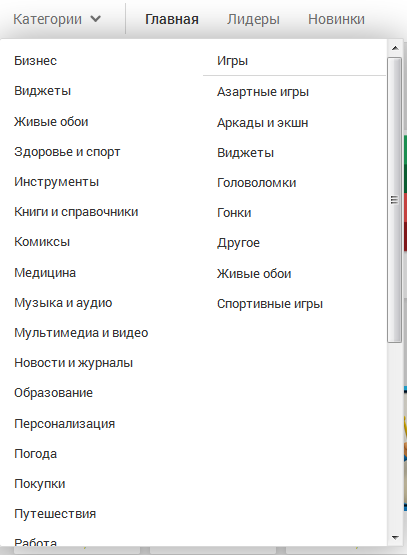 Категории Главная Лидеры Новинки
Бизнес
Виджеты
Живые обои
Здоровье и спорт
Инструменты
Книги и справочники
Комиксы
Медицина
Музыка и аудио
Мультимедиа и видео
Новости и журналы
Образование
Персонализация
Погода
Покупки
Путешествия
Работа
Игры
Азартные игры
Аркады и экшн
Виджеты
Головоломки
Гонки
Другое
Живые обои
Спортивные игры